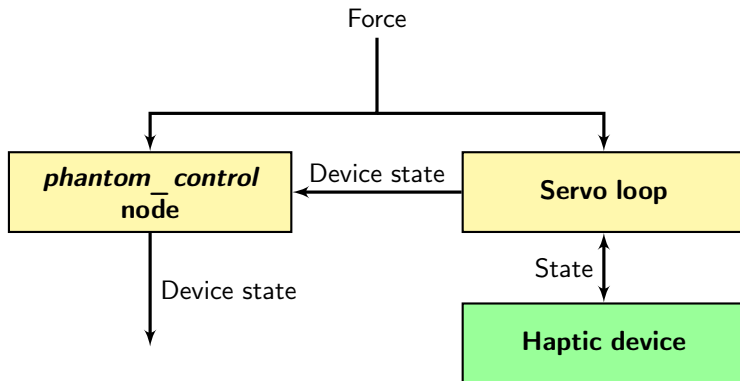 Force
phantom_control
node
Device state
Servo loop
State
Device state
Haptic device